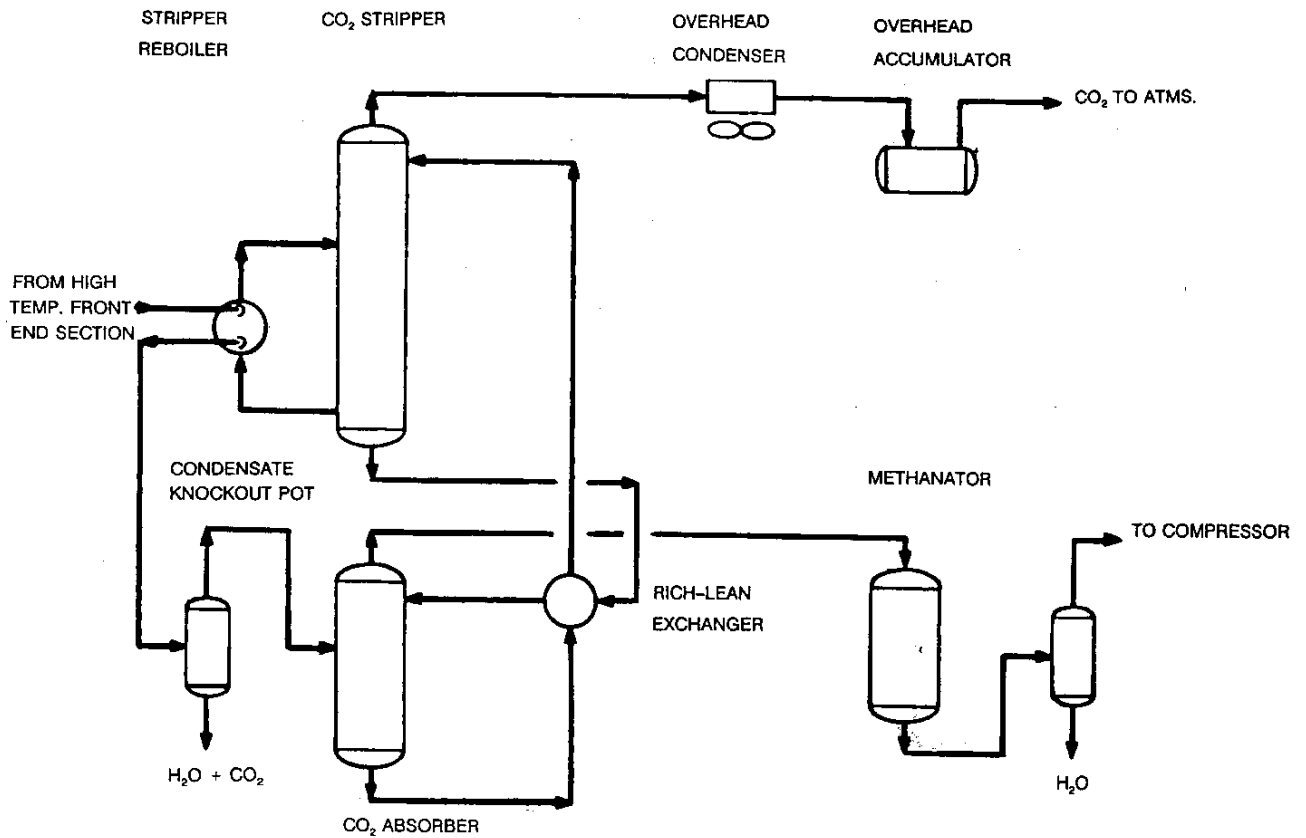 STRIPPER
REBOILER
CO₂ STRIPPER
OVERHEAD
CONDENSER
OVERHEAD
ACCUMULATOR
CO₂ TO ATMS.
FROM HIGH
TEMP. FRONT
END SECTION
CONDENSATE
KNOCKOUT POT
METHANATOR
TO COMPRESSOR
RICH–LEAN
EXCHANGER
H₂O + CO₂
H₂O
CO₂ ABSORBER